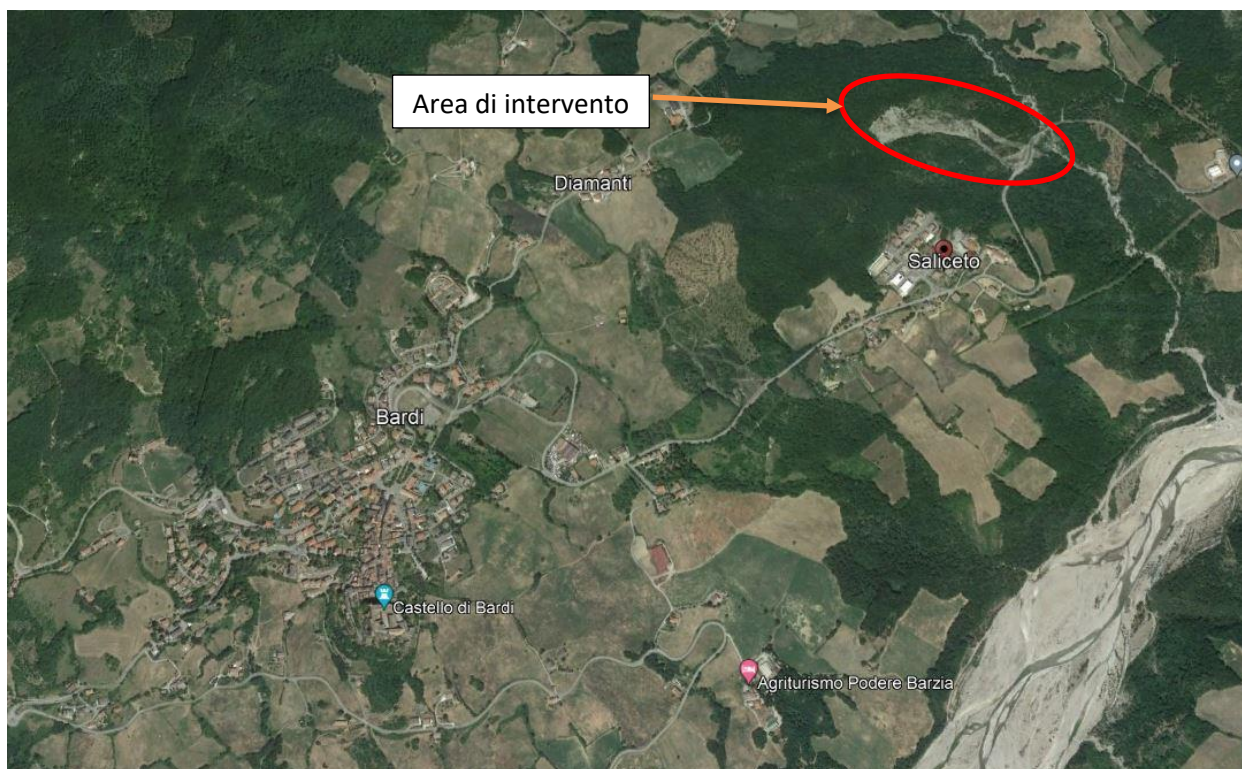 Area di intervento
Diamanti
Saliceto
Bardi
Castello di Bardi
Agriturismo Podere Barzia